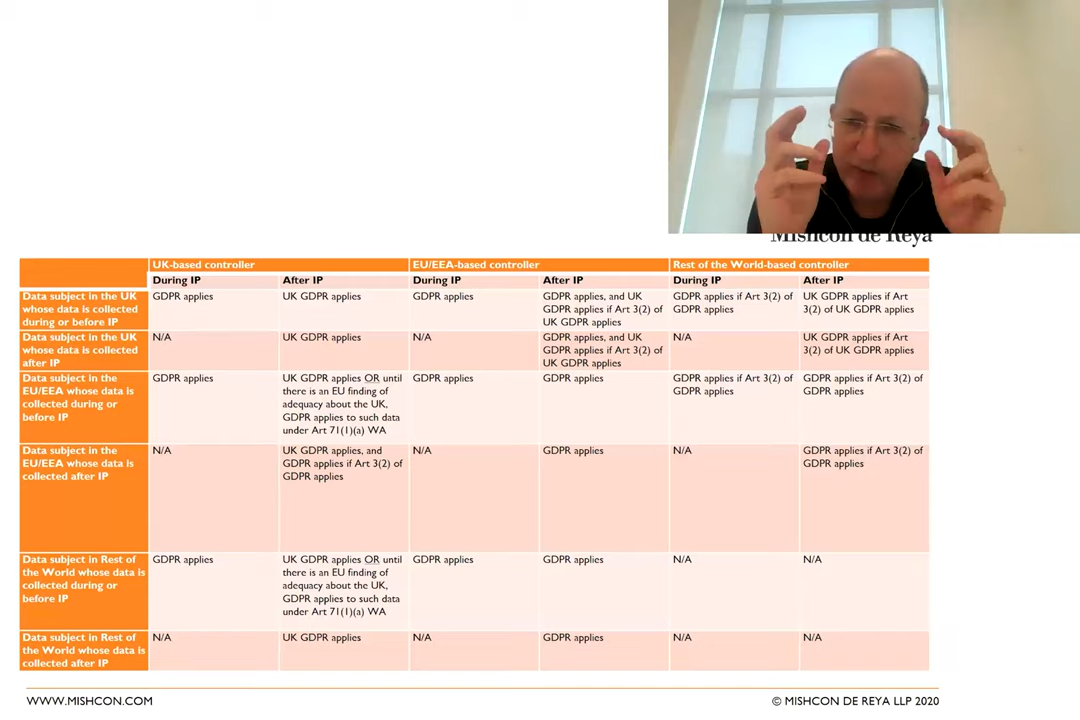 Mishcon de Reya
UK-based controller EU/EEA-based controller Rest of the World-based controller
During IP After IP During IP After IP During IP After IP
Data subject in the UK whose data is collected during or before IP
GDPR applies
UK GDPR applies
GDPR applies
GDPR applies, and UK
GDPR applies if Art 3(2) of
UK GDPR applies
GDPR applies if Art 3(2) of
GDPR applies
UK GDPR applies if Art
3(2) of UK GDPR applies
Data subject in the UK
whose data is collected
after IP
N/A
UK GDPR applies
N/A
GDPR applies, and UK
GDPR applies if Art 3(2) of
UK GDPR applies
N/A
UK GDPR applies if Art
3(2) of UK GDPR applies
Data subject in the
EU/EEA whose data is
collected during or
before IP
GDPR applies
UK GDPR applies OR until
there is an EU finding of
adequacy about the UK,
GDPR applies to such data
under Art 71(1)(a) WA
GDPR applies
GDPR applies
GDPR applies if Art 3(2) of
GDPR applies
GDPR applies if Art 3(2) of
GDPR applies
Data subject in the
EU/EEA whose data is
collected after IP
N/A
UK GDPR applies, and
GDPR applies if Art 3(2) of
GDPR applies
N/A
GDPR applies
N/A
GDPR applies if Art 3(2) of
GDPR applies
Data subject in Rest of
the World whose data is
collected during or
before IP
GDPR applies
UK GDPR applies OR until
there is an EU finding of
adequacy about the UK,
GDPR applies to such data
under Art 71(1)(a) WA
GDPR applies
GDPR applies
N/A
N/A
Data subject in Rest of
the World whose data is
collected after IP
N/A
UK GDPR applies
N/A
GDPR applies
N/A
N/A
WWW.MISHCON.COM
© MISHCON DE REYA LLP 2020